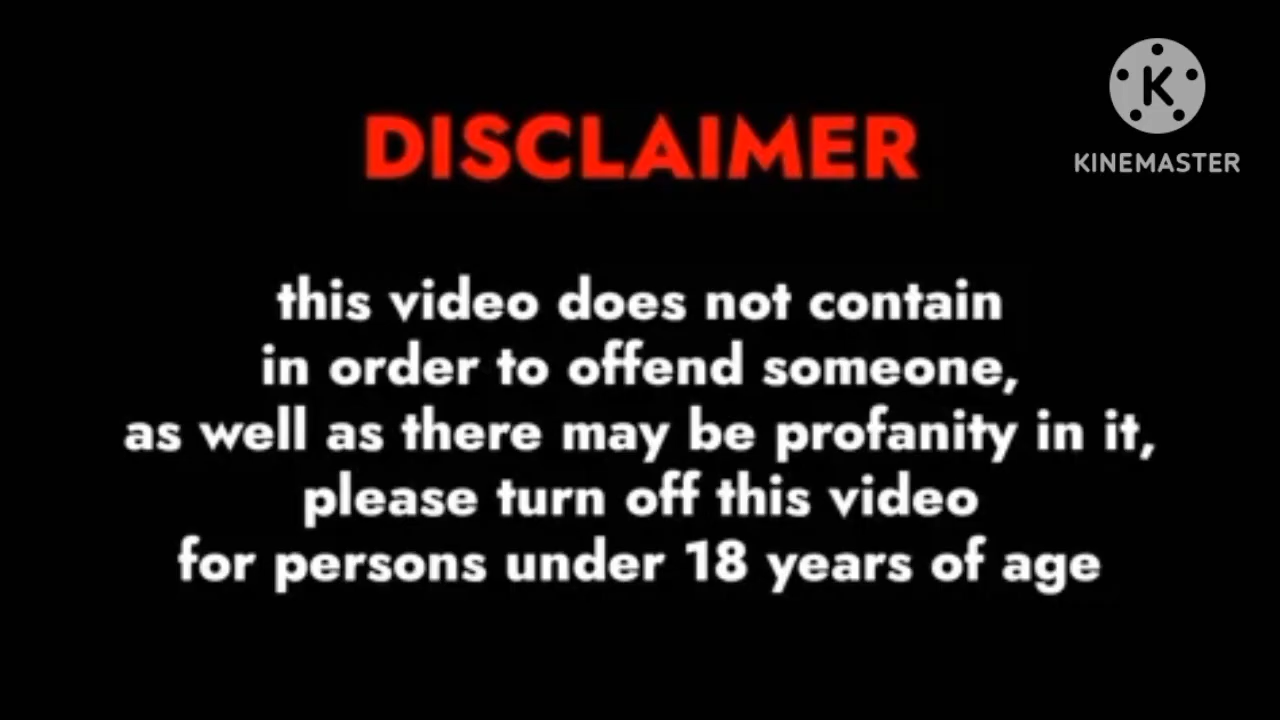 K
KINEMASTER
DISCLAIMER
this video does not contain
in order to offend someone,
as well as there may be profanity in it,
please turn off this video
for persons under 18 years of age